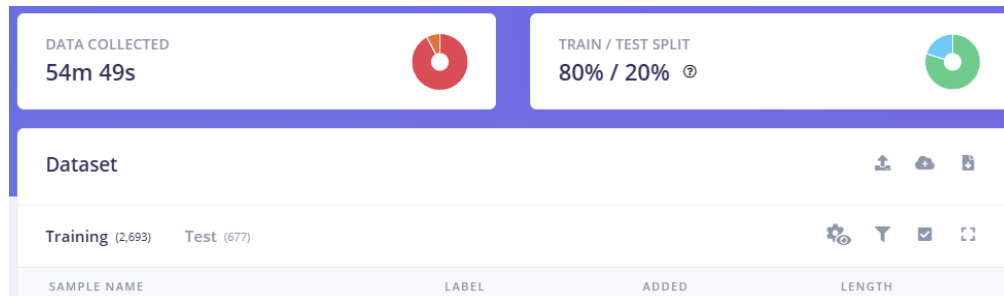 DATA COLLECTED
54m 49s
TRAIN / TEST SPLIT
80% / 20% ?
Dataset
Training (2,693) Test (677)
SAMPLE NAME LABEL ADDED LENGTH